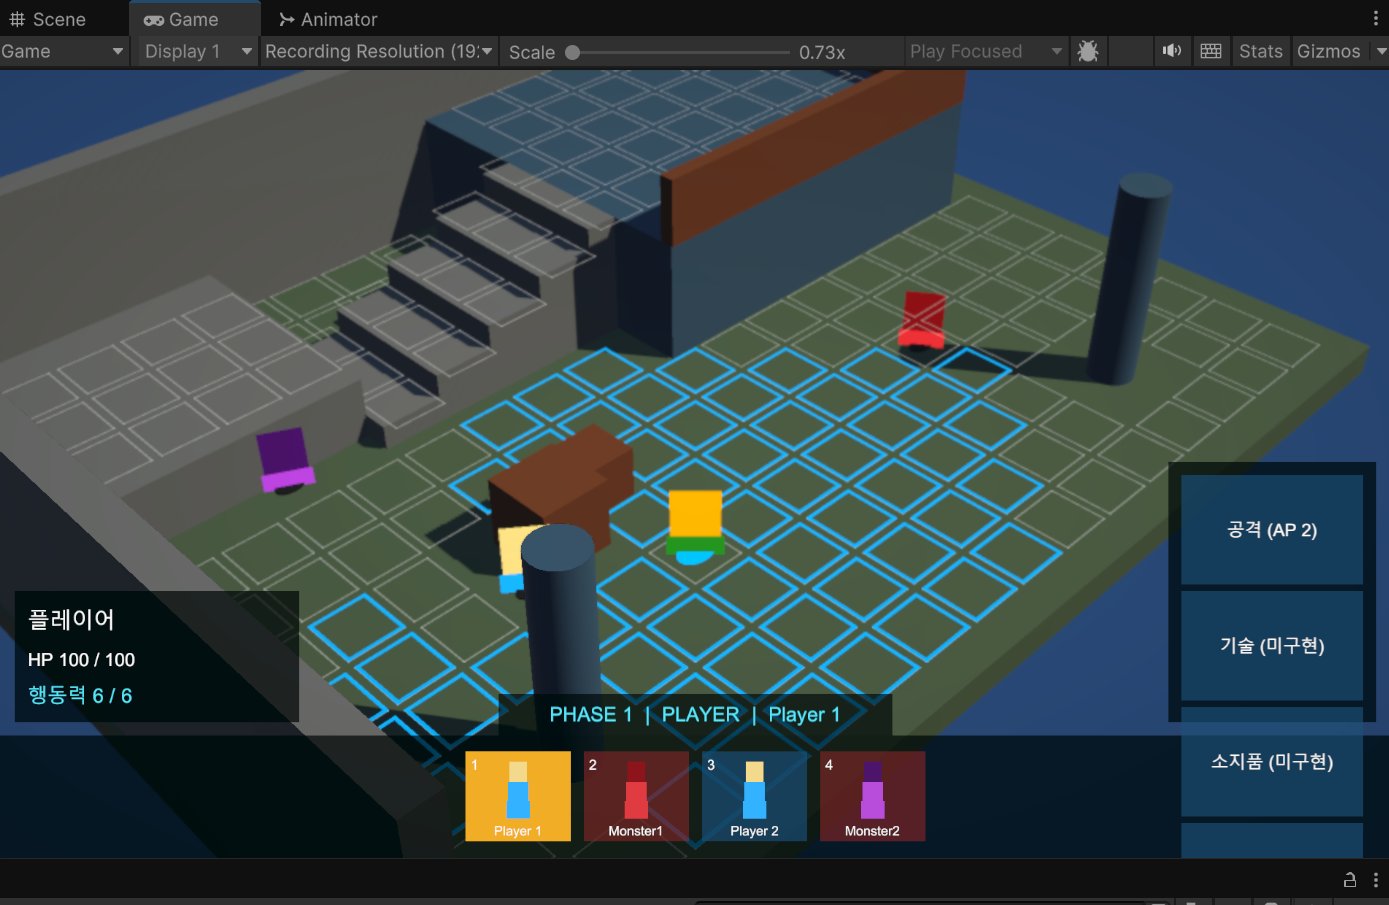 Scene
Game
Animator
Game
Display 1
Recording Resolution (19:
Scale
0.73x
Play Focused
Stats
Gizmos
공격 (AP 2)
기술 (미구현)
소지품 (미구현)
플레이어
HP 100 / 100
행동력 6 / 6
PHASE 1 | PLAYER | Player 1
1
Player 1
2
Monster1
3
Player 2
4
Monster2